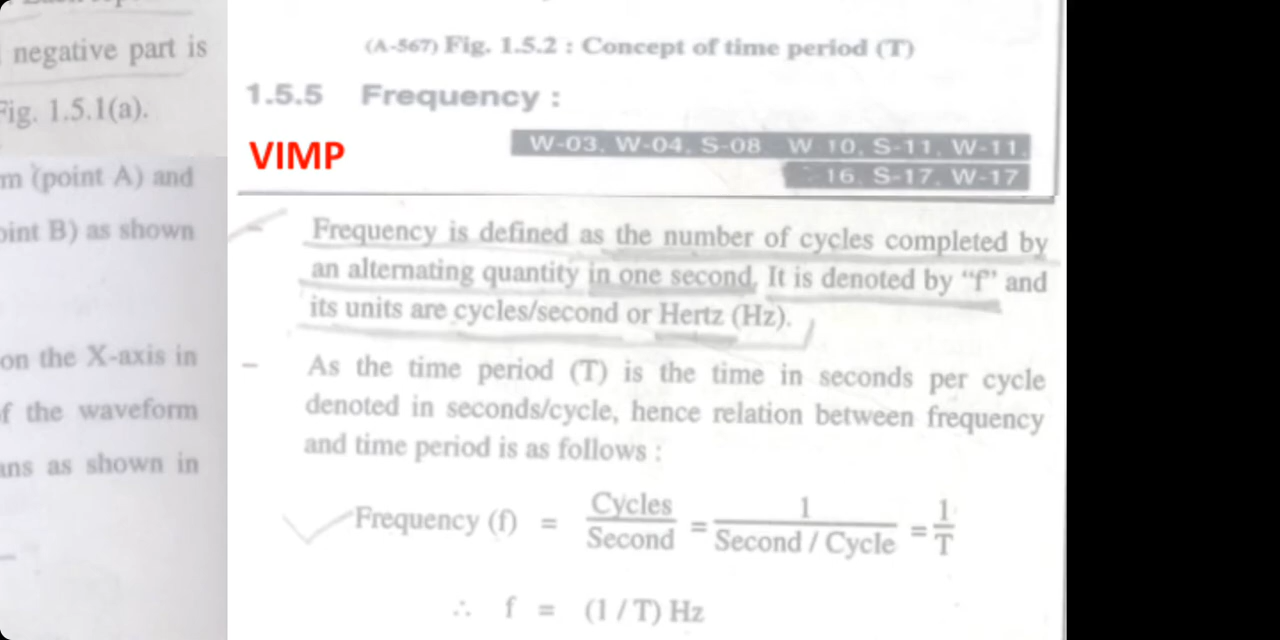 negative part is
Fig. 1.5.1(a).
(point A) and
B) as shown
on the X-axis in
the waveform
as shown in
(A-567) Fig. 1.5.2 : Concept of time period (T)
1.5.5 Frequency :
VIMP
W-03, W-04, S-08 W 10, S-11, W-11,
16, S-17, W-17
– Frequency is defined as the number of cycles completed by
an alternating quantity in one second. It is denoted by “f” and
its units are cycles/second or Hertz (Hz).
– As the time period (T) is the time in seconds per cycle
denoted in seconds/cycle, hence relation between frequency
and time period is as follows :
Frequency (f) = Cycles / Second = 1 / Second / Cycle = 1 / T
∴ f = (1 / T) Hz